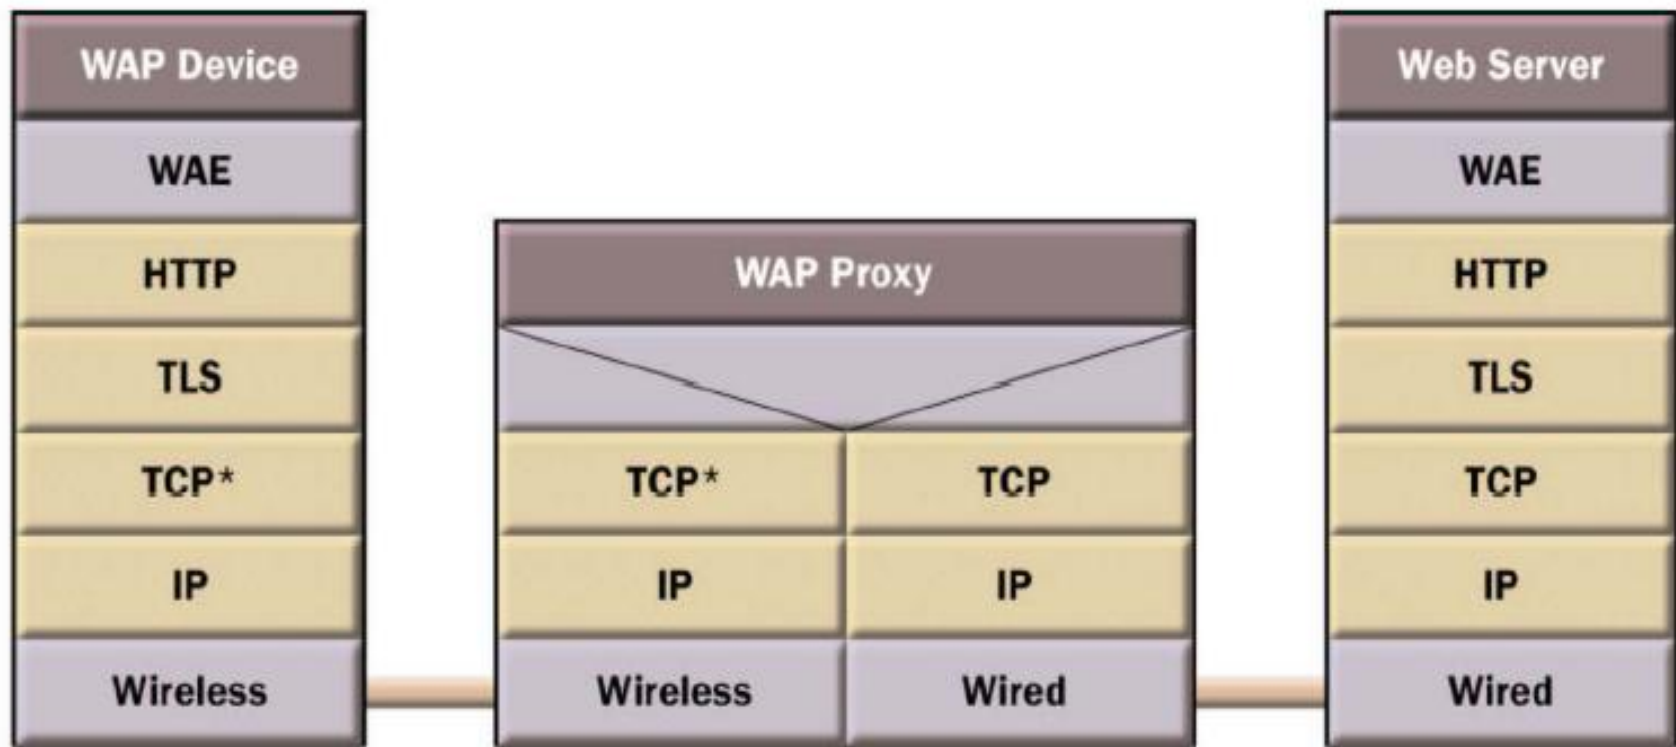 WAP Device
WAE
HTTP
TLS
TCP*
IP
Wireless
WAP Proxy
TCP*
TCP
IP
IP
Wireless
Wired
Web Server
WAE
HTTP
TLS
TCP
IP
Wired